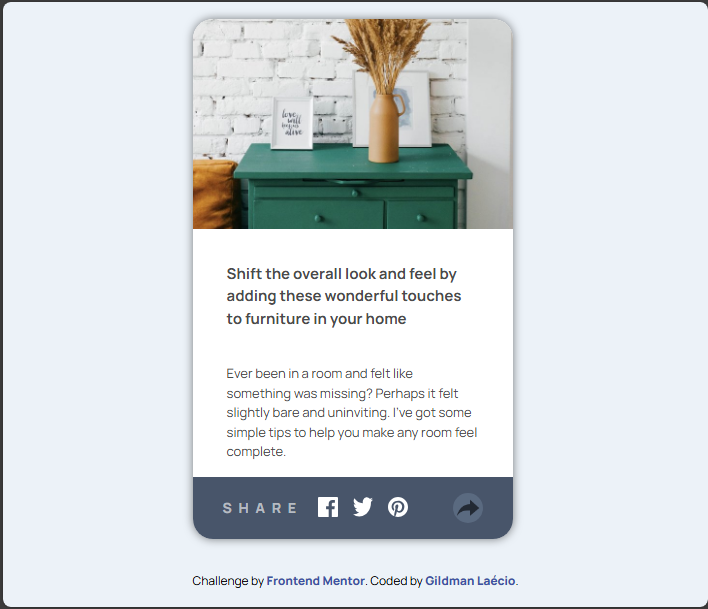 love
will
alive
Shift the overall look and feel by
adding these wonderful touches
to furniture in your home
Ever been in a room and felt like
something was missing? Perhaps it felt
slightly bare and uninviting. I've got some
simple tips to help you make any room feel
complete.
SHARE
Challenge by Frontend Mentor. Coded by Gildman Laécio.